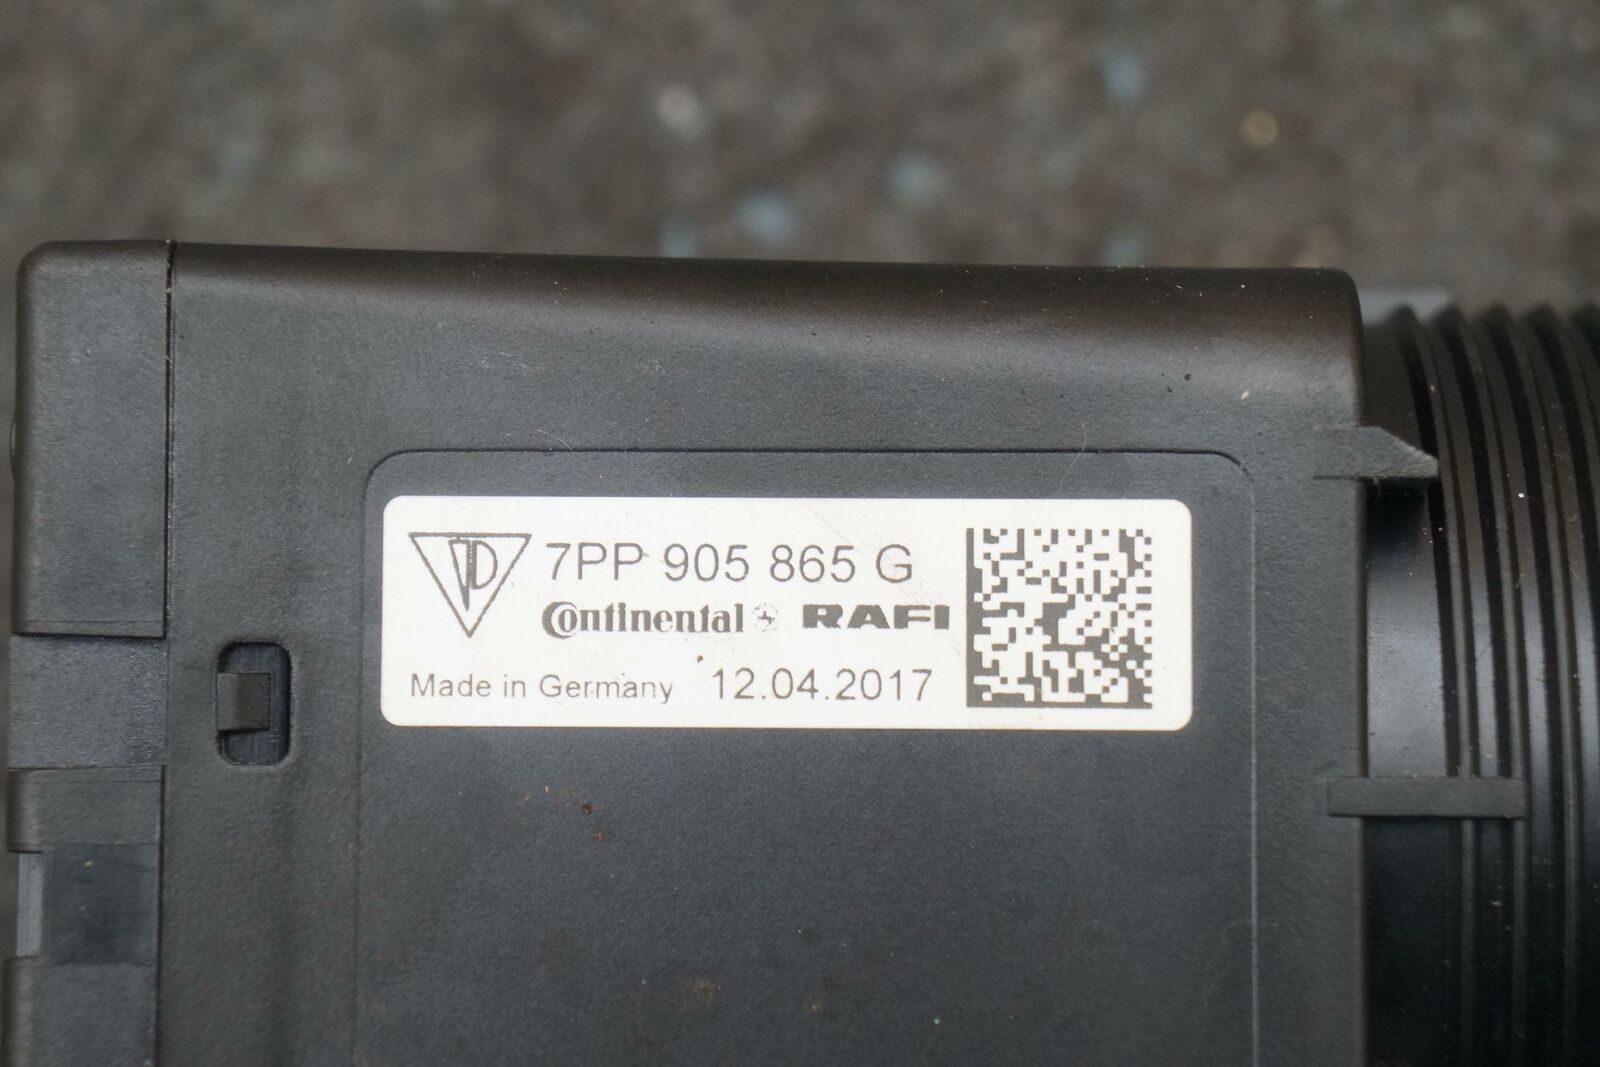 7PP 905 865 G
Continental RAFI
Made in Germany 12.04.2017